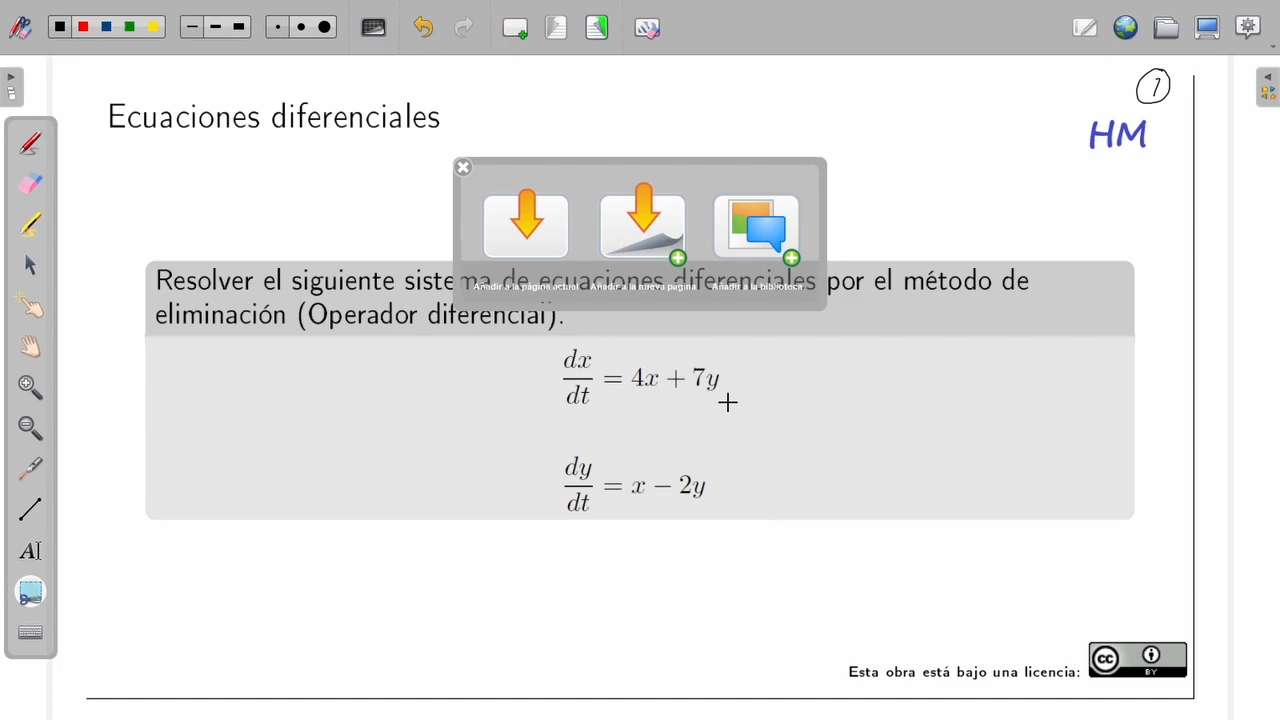 1
HM
Ecuaciones diferenciales
Resolver el siguiente sistema de ecuaciones diferenciales por el método de
eliminación (Operador diferencial).
Añadir a la página actual
Añadir a la nueva página
Añadir a la biblioteca
dx/dt = 4x + 7y
dy/dt = x − 2y
A
Esta obra está bajo una licencia:
cc
BY